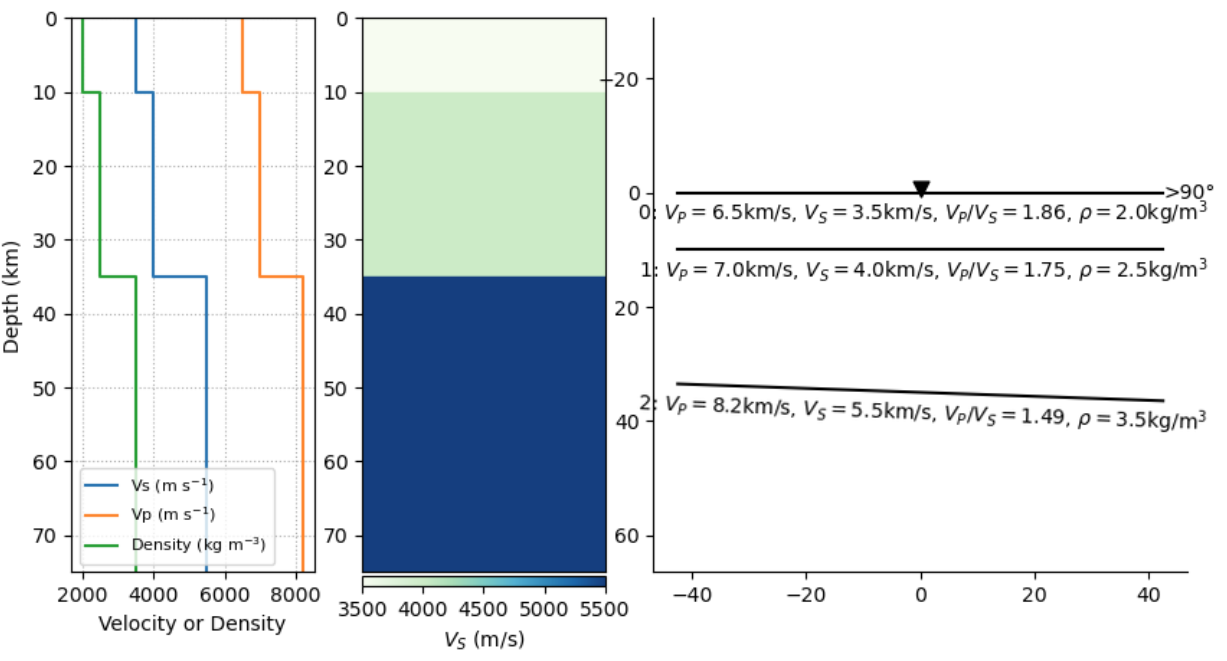 0
10
20
30
40
50
60
70
Depth (km)
Vs (m s⁻¹)
Vp (m s⁻¹)
Density (kg m⁻³)
2000 4000 6000 8000
Velocity or Density
0
10
20
30
40
50
60
70
3500 4000 4500 5000 5500
V_S (m/s)
−20
0
20
40
60
>90°
0: V_P = 6.5km/s, V_S = 3.5km/s, V_P/V_S = 1.86, ρ = 2.0kg/m³
1: V_P = 7.0km/s, V_S = 4.0km/s, V_P/V_S = 1.75, ρ = 2.5kg/m³
2: V_P = 8.2km/s, V_S = 5.5km/s, V_P/V_S = 1.49, ρ = 3.5kg/m³
−40 −20 0 20 40